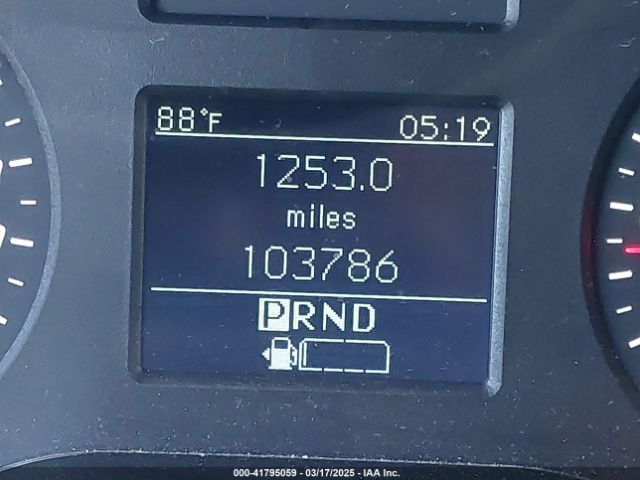 88°F 05:19
1253.0
miles
103786
PRND
000-41795059 - 03/17/2025 - IAA Inc.